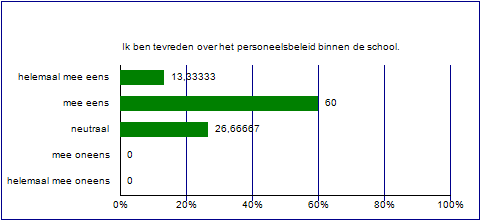 Ik ben tevreden over het personeelsbeleid binnen de school.
helemaal mee eens 13,33333
mee eens 60
neutraal 26,66667
mee oneens 0
helemaal mee oneens 0
0% 20% 40% 60% 80% 100%